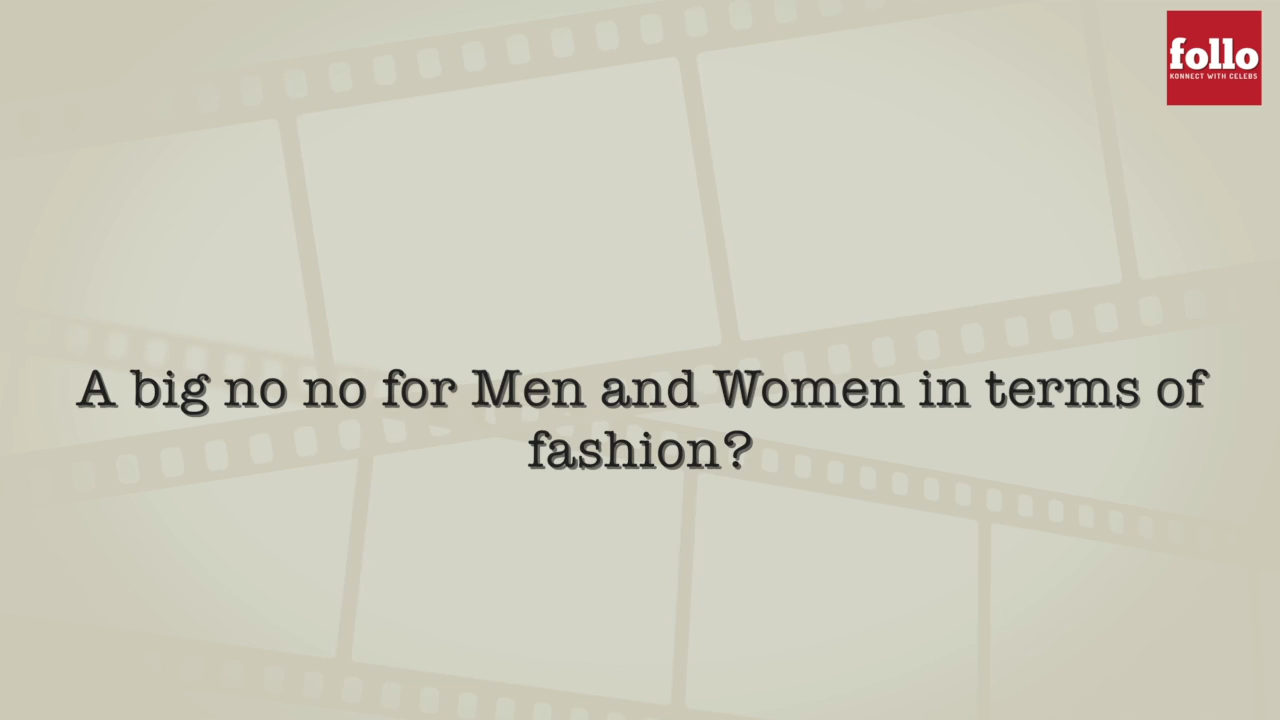 follo
KONNECT WITH CELEBS
A big no no for Men and Women in terms of
fashion?